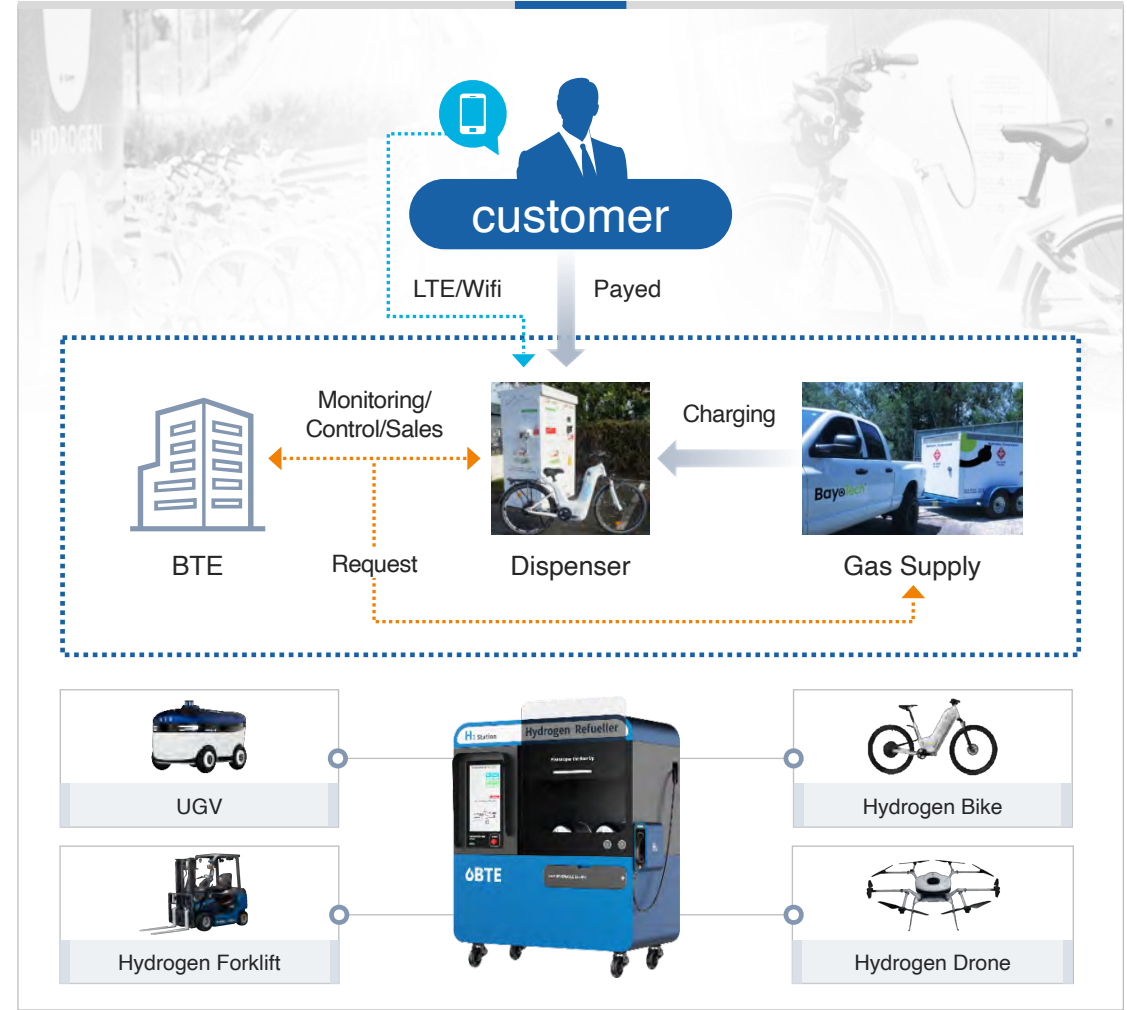 HYDROGEN
customer
LTE/Wifi
Payed
Monitoring/
Control/Sales
Charging
BayoTech
BTE
Request
Dispenser
Gas Supply
H₂ Station
Hydrogen Refueller
BTE
UGV
Hydrogen Bike
Hydrogen Forklift
Hydrogen Drone